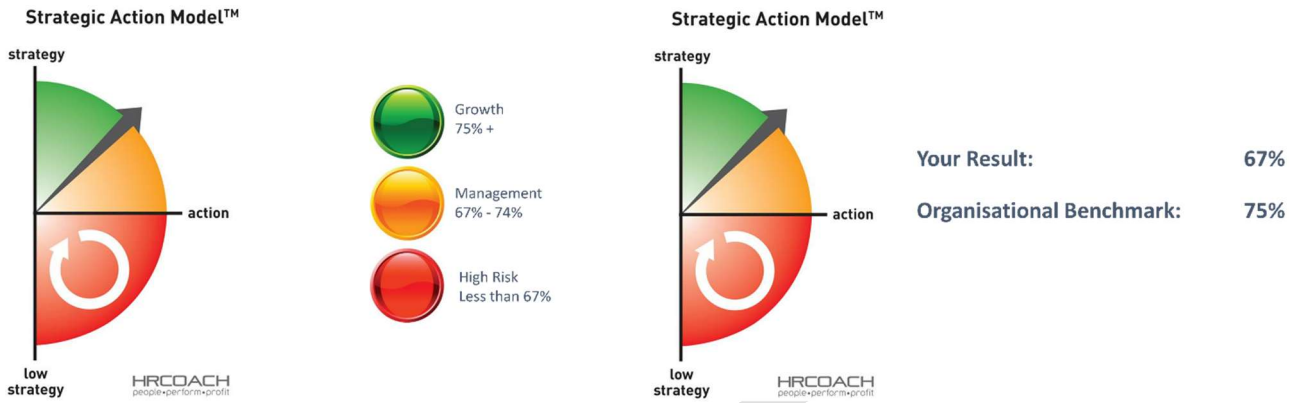 Strategic Action Model™
strategy
action
low
strategy
HRCOACH
people•perform•profit
Growth
75% +
Management
67% - 74%
High Risk
Less than 67%
Strategic Action Model™
strategy
action
low
strategy
HRCOACH
people•perform•profit
Your Result: 67%
Organisational Benchmark: 75%